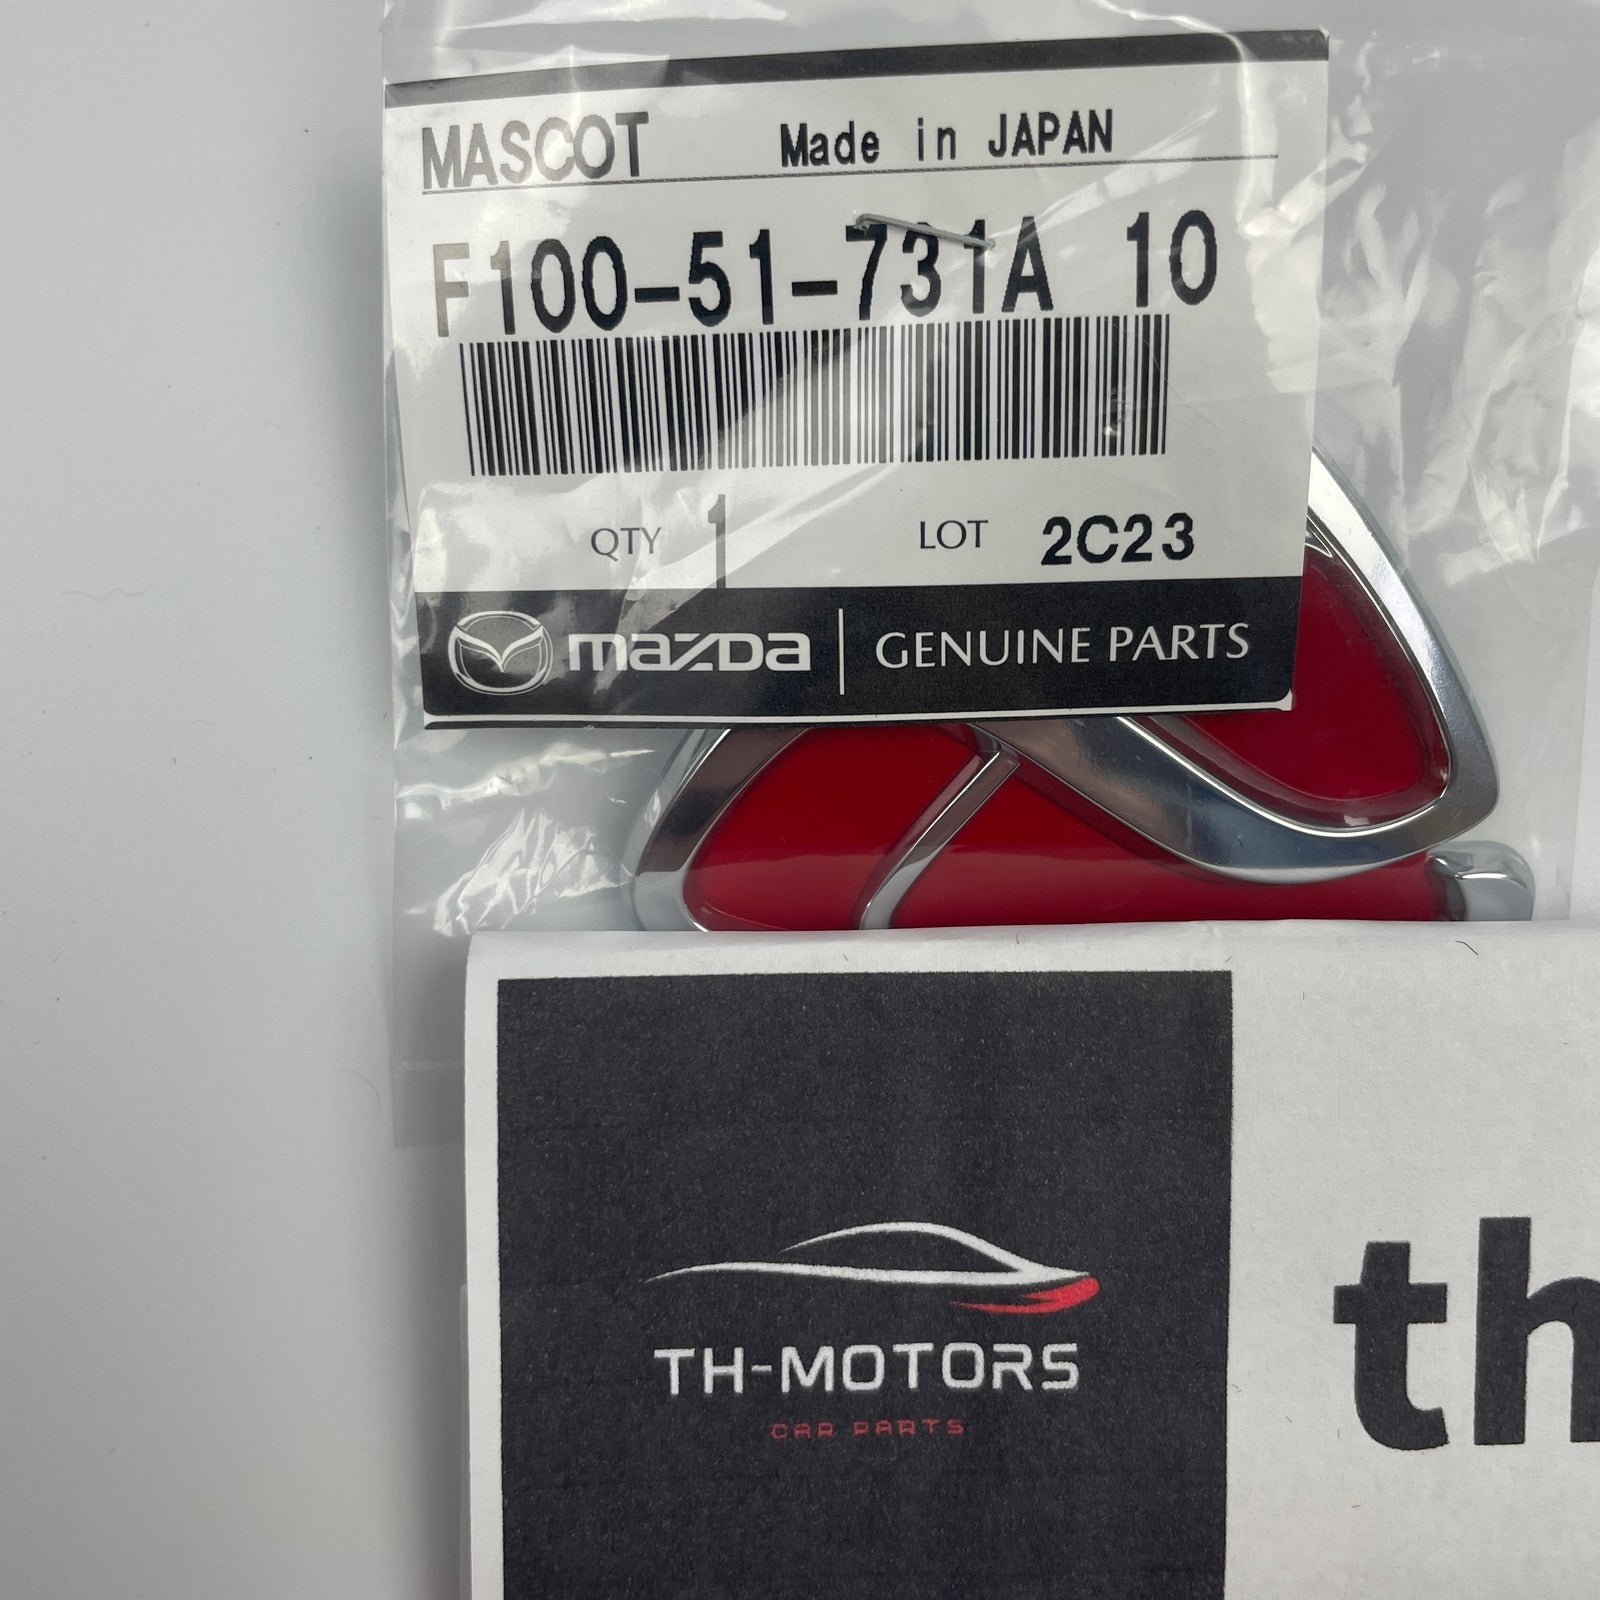 MASCOT Made in JAPAN
F100-51-731A 10
QTY 1 LOT 2C23
mazda | GENUINE PARTS
TH-MOTORS
CAR PARTS
th